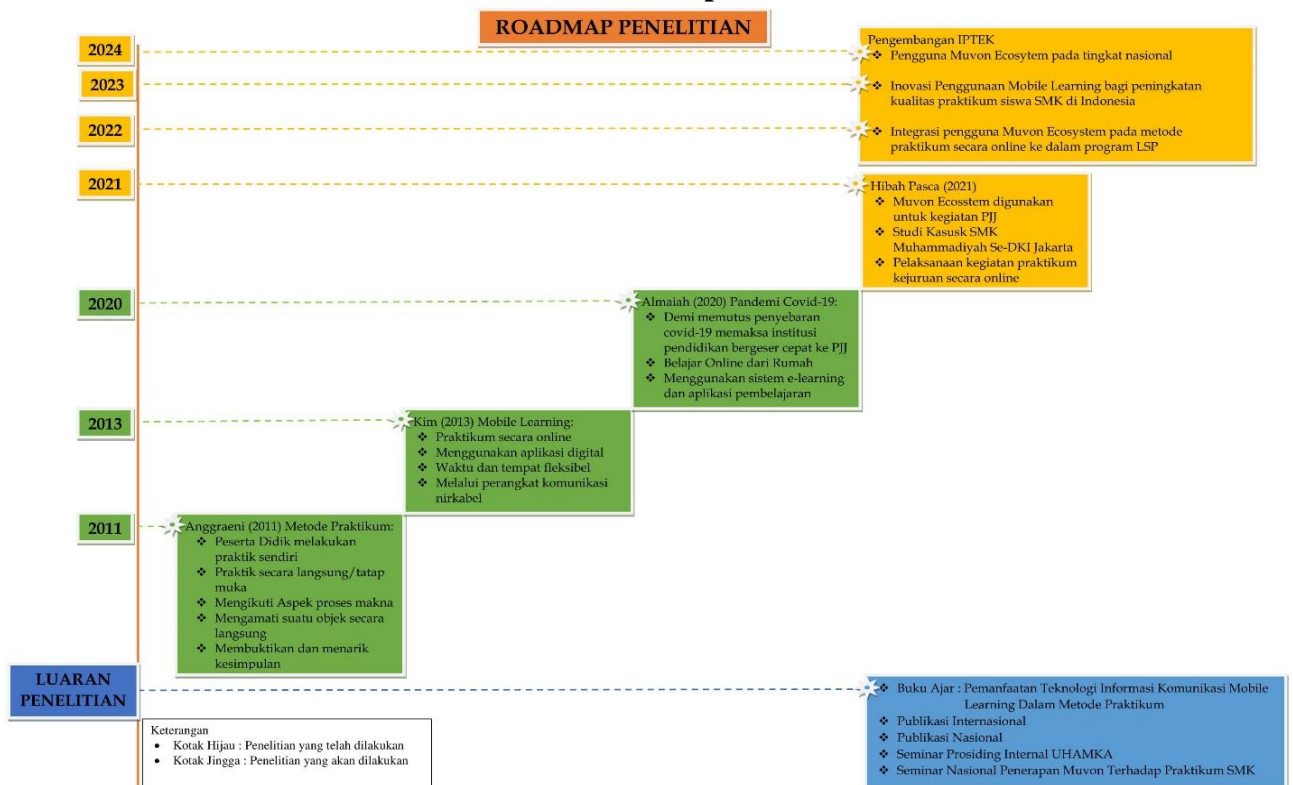 ROADMAP PENELITIAN
2024
Pengembangan IPTEK
❖ Pengguna Muvon Ecosytem pada tingkat nasional
2023
❖ Inovasi Penggunaan Mobile Learning bagi peningkatan
kualitas praktikum siswa SMK di Indonesia
2022
❖ Integrasi pengguna Muvon Ecosystem pada metode
praktikum secara online ke dalam program LSP
2021
Hibah Pasca (2021)
❖ Muvon Ecosstem digunakan
untuk kegiatan PJJ
❖ Studi Kasusk SMK
Muhammadiyah Se-DKI Jakarta
❖ Pelaksanaan kegiatan praktikum
kejuruan secara online
2020
Almaiah (2020) Pandemi Covid-19:
❖ Demi memutus penyebaran
covid-19 memaksa institusi
pendidikan bergeser cepat ke PJJ
❖ Belajar Online dari Rumah
❖ Menggunakan sistem e-learning
dan aplikasi pembelajaran
2013
Kim (2013) Mobile Learning:
❖ Praktikum secara online
❖ Menggunakan aplikasi digital
❖ Waktu dan tempat fleksibel
❖ Melalui perangkat komunikasi
nirkabel
2011
Anggraeni (2011) Metode Praktikum:
❖ Peserta Didik melakukan
praktik sendiri
❖ Praktik secara langsung/tatap
muka
❖ Mengikuti Aspek proses makna
❖ Mengamati suatu objek secara
langsung
❖ Membuktikan dan menarik
kesimpulan
LUARAN
PENELITIAN
❖ Buku Ajar : Pemanfaatan Teknologi Informasi Komunikasi Mobile
Learning Dalam Metode Praktikum
❖ Publikasi Internasional
❖ Publikasi Nasional
❖ Seminar Prosiding Internal UHAMKA
❖ Seminar Nasional Penerapan Muvon Terhadap Praktikum SMK
Keterangan
• Kotak Hijau : Penelitian yang telah dilakukan
• Kotak Jingga : Penelitian yang akan dilakukan